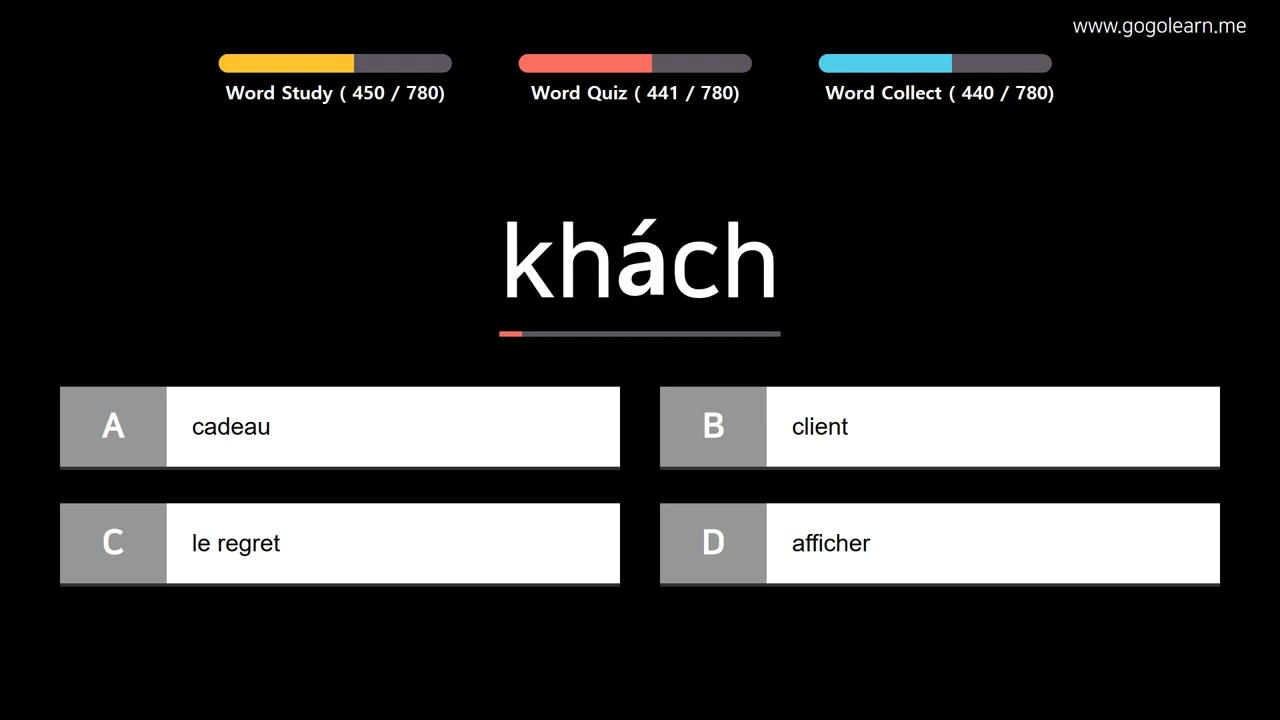 www.gogolearn.me
Word Study ( 450 / 780)
Word Quiz ( 441 / 780)
Word Collect ( 440 / 780)
khách
A cadeau
B client
C le regret
D afficher